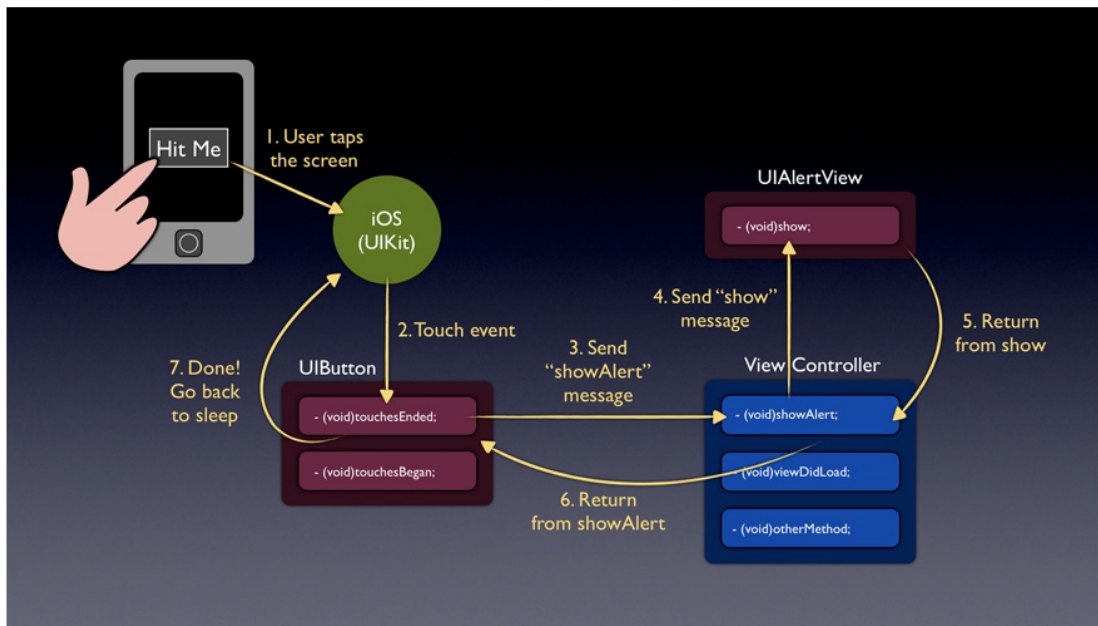 Hit Me
1. User taps
the screen
iOS
(UIKit)
2. Touch event
UIButton
- (void)touchesEnded;
- (void)touchesBegan;
3. Send
“showAlert”
message
View Controller
- (void)showAlert;
- (void)viewDidLoad;
- (void)otherMethod;
4. Send “show”
message
UIAlertView
- (void)show;
5. Return
from show
6. Return
from showAlert
7. Done!
Go back
to sleep